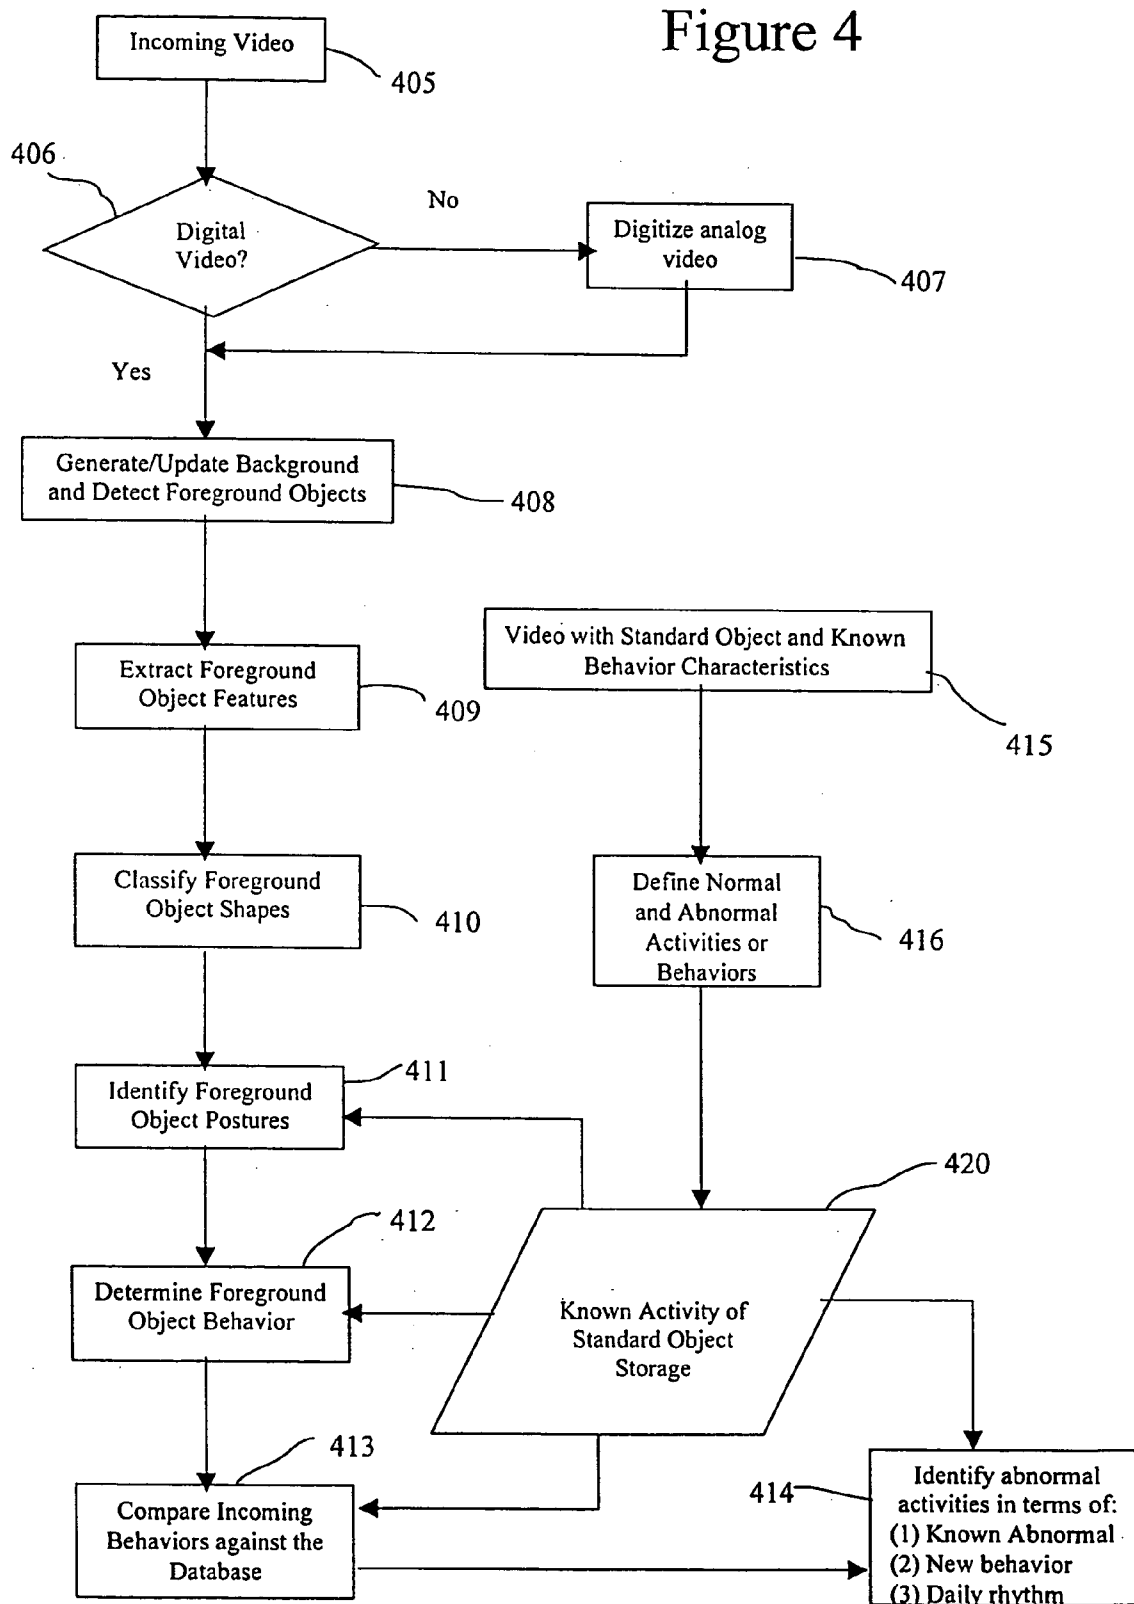 Figure 4
Incoming Video
405
406
Digital
Video?
No
Digitize analog
video
407
Yes
Generate/Update Background
and Detect Foreground Objects
408
Extract Foreground
Object Features
409
Video with Standard Object and Known
Behavior Characteristics
415
Classify Foreground
Object Shapes
410
Define Normal
and Abnormal
Activities or
Behaviors
416
Identify Foreground
Object Postures
411
420
Determine Foreground
Object Behavior
412
Known Activity of
Standard Object
Storage
413
Compare Incoming
Behaviors against the
Database
414
Identify abnormal
activities in terms of:
(1) Known Abnormal
(2) New behavior
(3) Daily rhythm